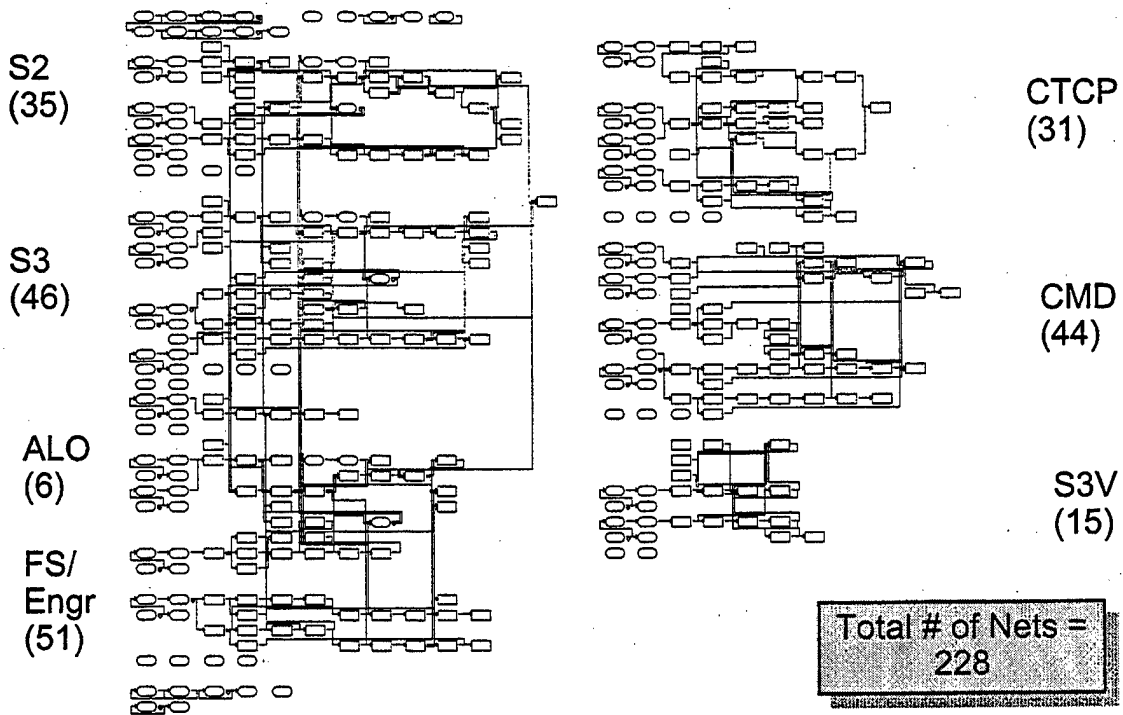 S2
(35)
S3
(46)
ALO
(6)
FS/
Engr
(51)
CTCP
(31)
CMD
(44)
S3V
(15)
Total # of Nets =
228